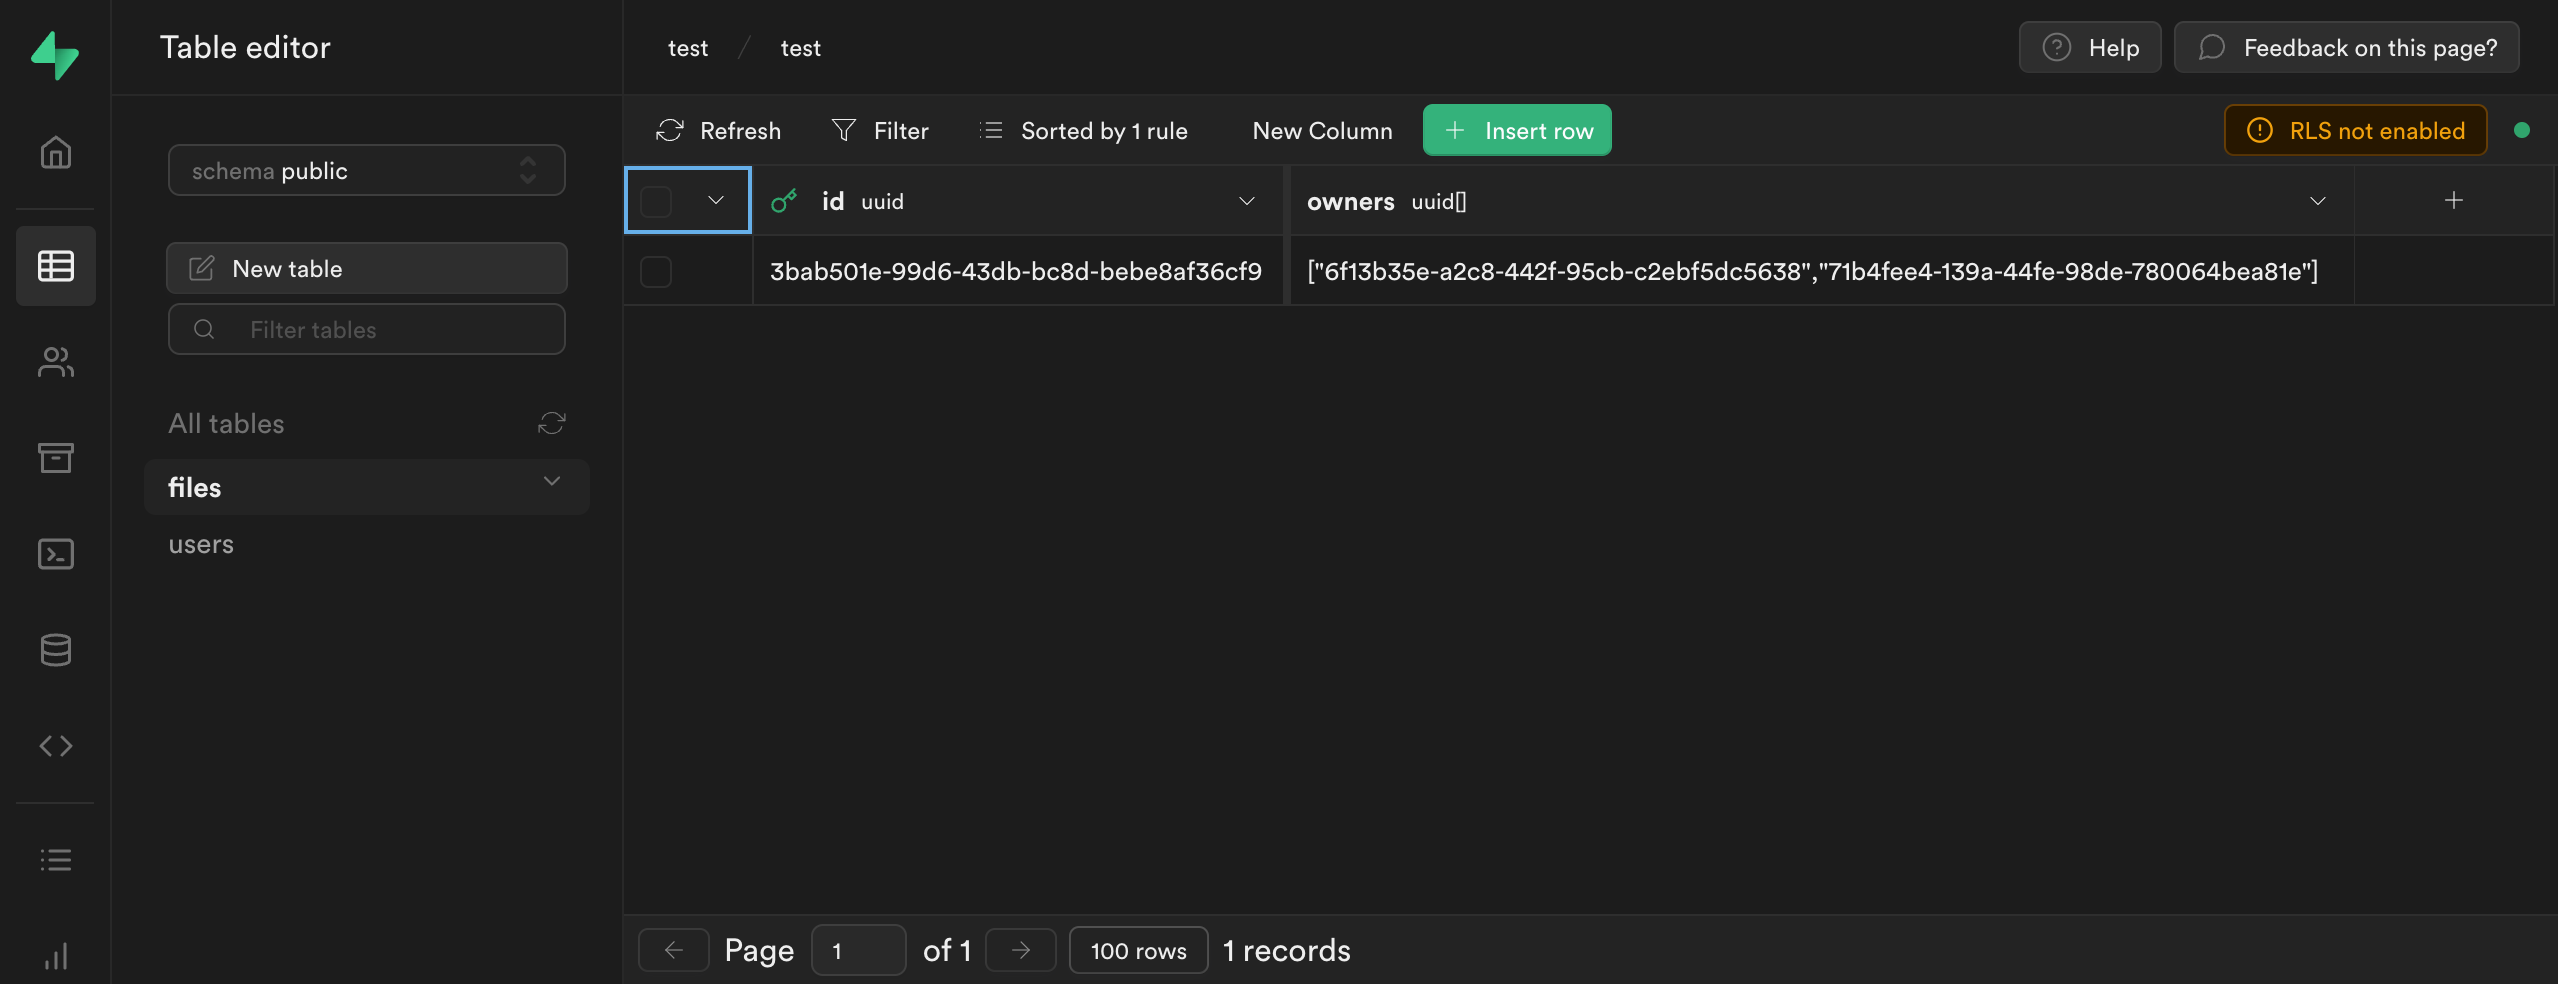 Table editor
test / test
Help
Feedback on this page?
schema public
New table
Filter tables
All tables
files
users
Refresh
Filter
Sorted by 1 rule
New Column
+ Insert row
RLS not enabled
id uuid
owners uuid[]
3bab501e-99d6-43db-bc8d-bebe8af36cf9
["6f13b35e-a2c8-442f-95cb-c2ebf5dc5638","71b4fee4-139a-44fe-98de-780064bea81e"]
Page 1 of 1
100 rows
1 records